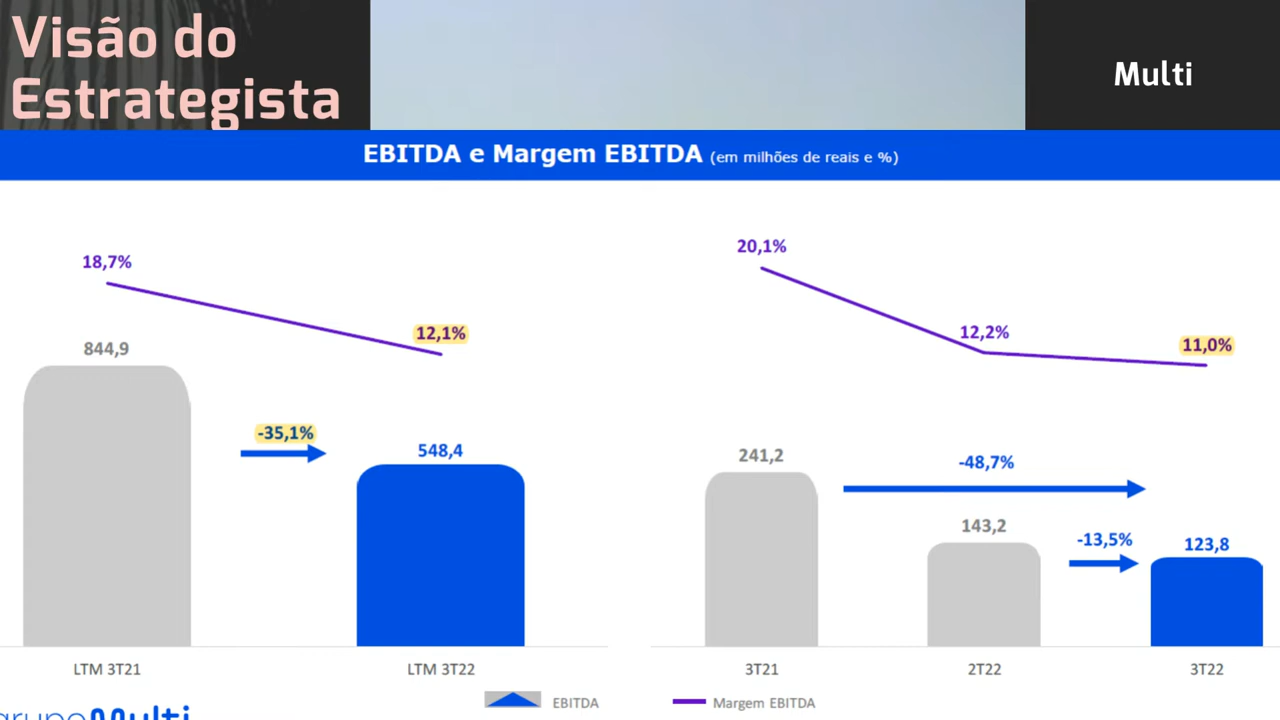 Visão do
Estrategista
Multi
EBITDA e Margem EBITDA (em milhões de reais e %)
18,7%
12,1%
844,9
-35,1%
548,4
LTM 3T21
LTM 3T22
20,1%
12,2%
11,0%
241,2
-48,7%
143,2
-13,5%
123,8
3T21
2T22
3T22
EBITDA
Margem EBITDA
grupoMulti